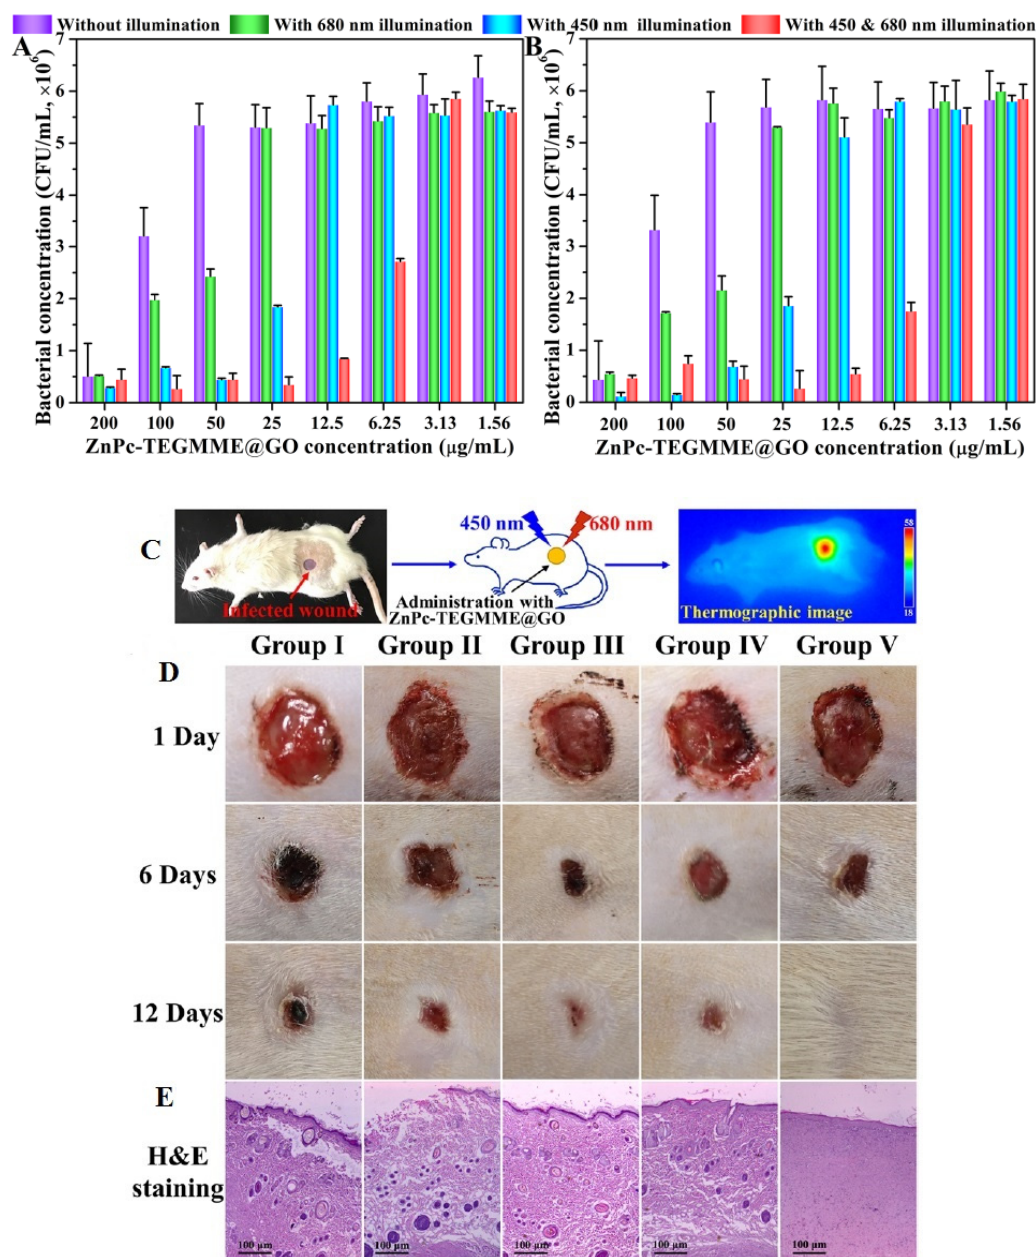 Without illumination With 680 nm illumination With 450 nm illumination With 450 & 680 nm illumination
A
7
6
5
4
3
2
1
0
Bacterial concentration (CFU/mL, ×10⁶)
200 100 50 25 12.5 6.25 3.13 1.56
ZnPc-TEGMME@GO concentration (μg/mL)
B
7
6
5
4
3
2
1
0
Bacterial concentration (CFU/mL, ×10⁶)
200 100 50 25 12.5 6.25 3.13 1.56
ZnPc-TEGMME@GO concentration (μg/mL)
C
Infected wound
450 nm 680 nm
Administration with
ZnPc-TEGMME@GO
Thermographic image
58
18
Group I Group II Group III Group IV Group V
D
1 Day
6 Days
12 Days
E
H&E
staining
100 μm 100 μm 100 μm 100 μm 100 μm